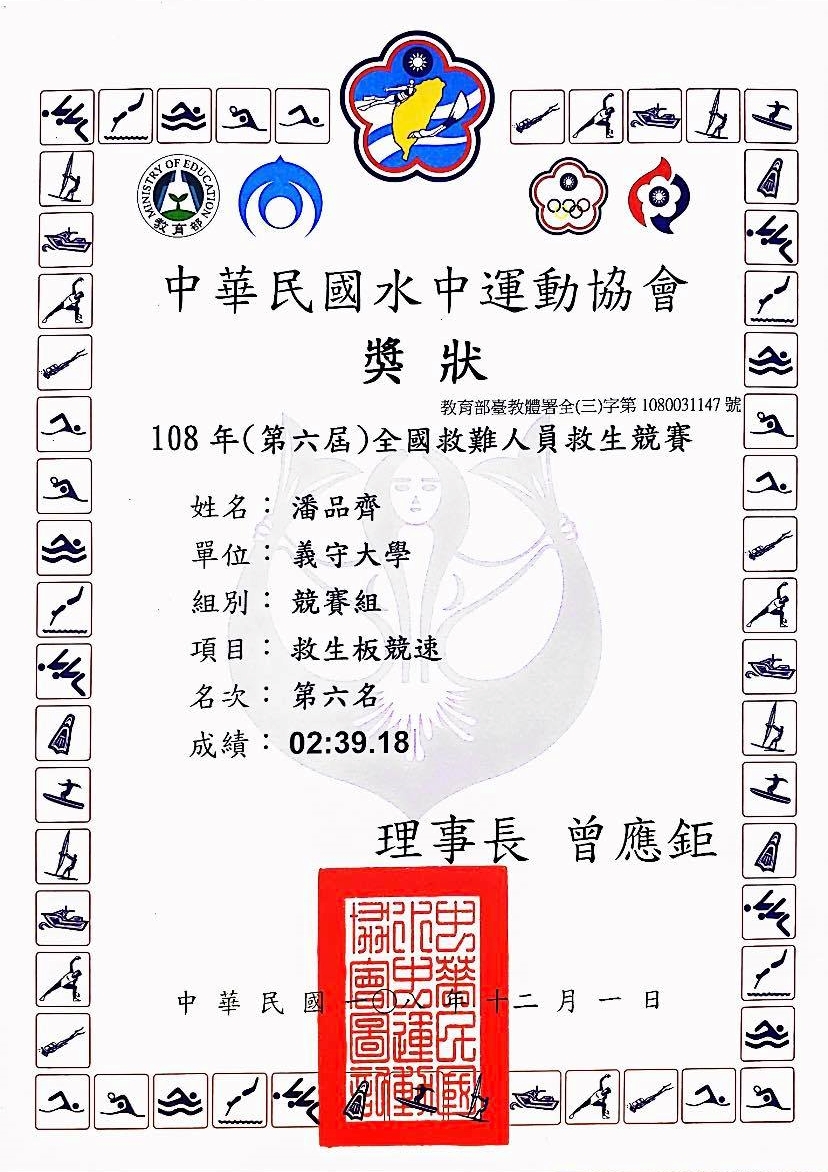 MINISTRY OF EDUCATION
教育部
中華民國水中運動協會
獎狀
教育部臺教體署全(三)字第 1080031147 號
108 年(第六屆)全國救難人員救生競賽
姓名：潘品齊
單位：義守大學
組別：競賽組
項目：救生板競速
名次：第六名
成績：02:39.18
理事長 曾應鉅
中華民國
水中運動
協會圖記
中華民國一〇八年十二月一日